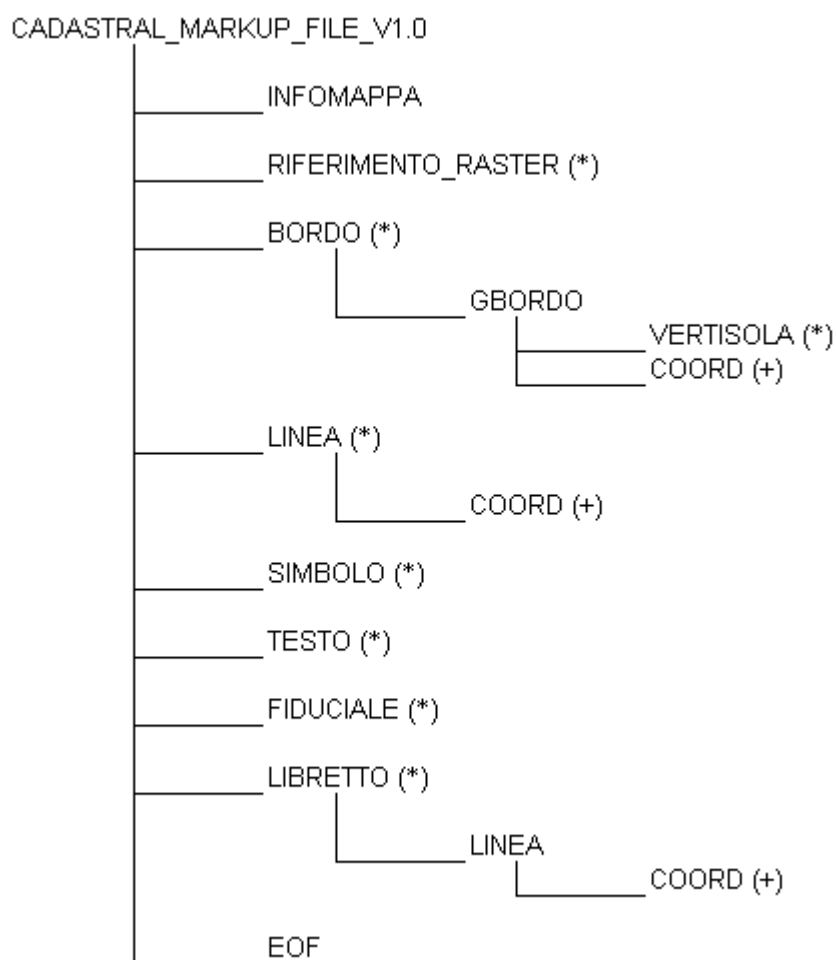 CADASTRAL_MARKUP_FILE_V1.0
INFOMAPPA
RIFERIMENTO_RASTER (*)
BORDO (*)
GBORDO
VERTISOLA (*)
COORD (+)
LINEA (*)
COORD (+)
SIMBOLO (*)
TESTO (*)
FIDUCIALE (*)
LIBRETTO (*)
LINEA
COORD (+)
EOF